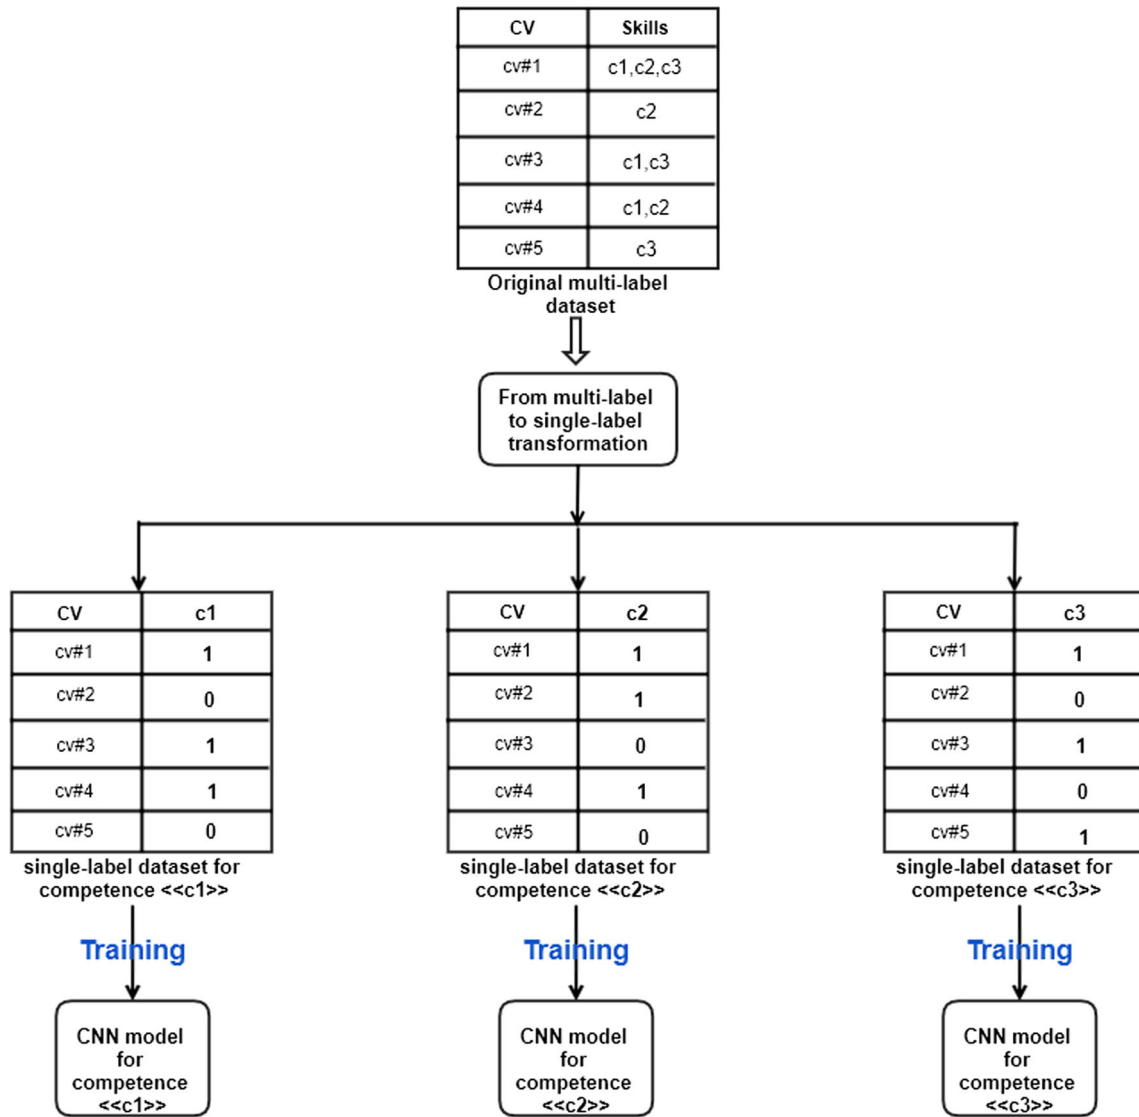 CV Skills
cv#1 c1,c2,c3
cv#2 c2
cv#3 c1,c3
cv#4 c1,c2
cv#5 c3
Original multi-label
dataset
From multi-label
to single-label
transformation
CV c1
cv#1 1
cv#2 0
cv#3 1
cv#4 1
cv#5 0
single-label dataset for
competence <<c1>>
Training
CNN model
for
competence
<<c1>>
CV c2
cv#1 1
cv#2 1
cv#3 0
cv#4 1
cv#5 0
single-label dataset for
competence <<c2>>
Training
CNN model
for
competence
<<c2>>
CV c3
cv#1 1
cv#2 0
cv#3 1
cv#4 0
cv#5 1
single-label dataset for
competence <<c3>>
Training
CNN model
for
competence
<<c3>>